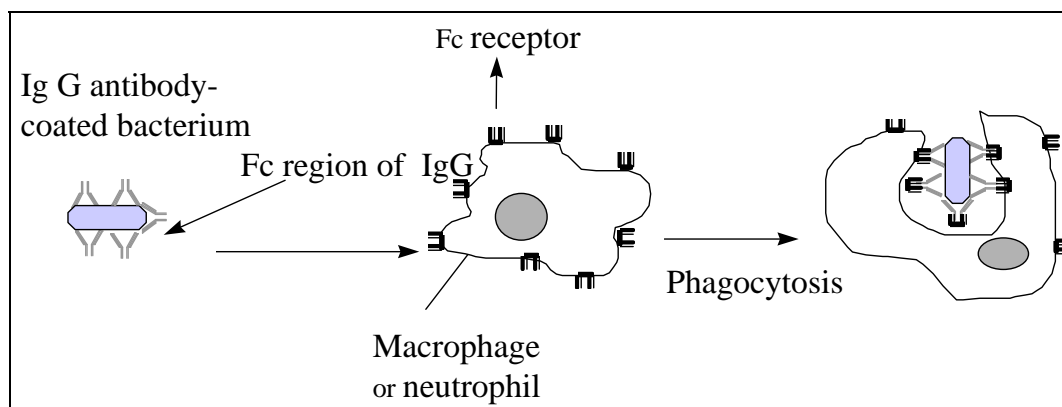 Fc receptor
Ig G antibody-
coated bacterium
Fc region of IgG
Phagocytosis
Macrophage
or neutrophil